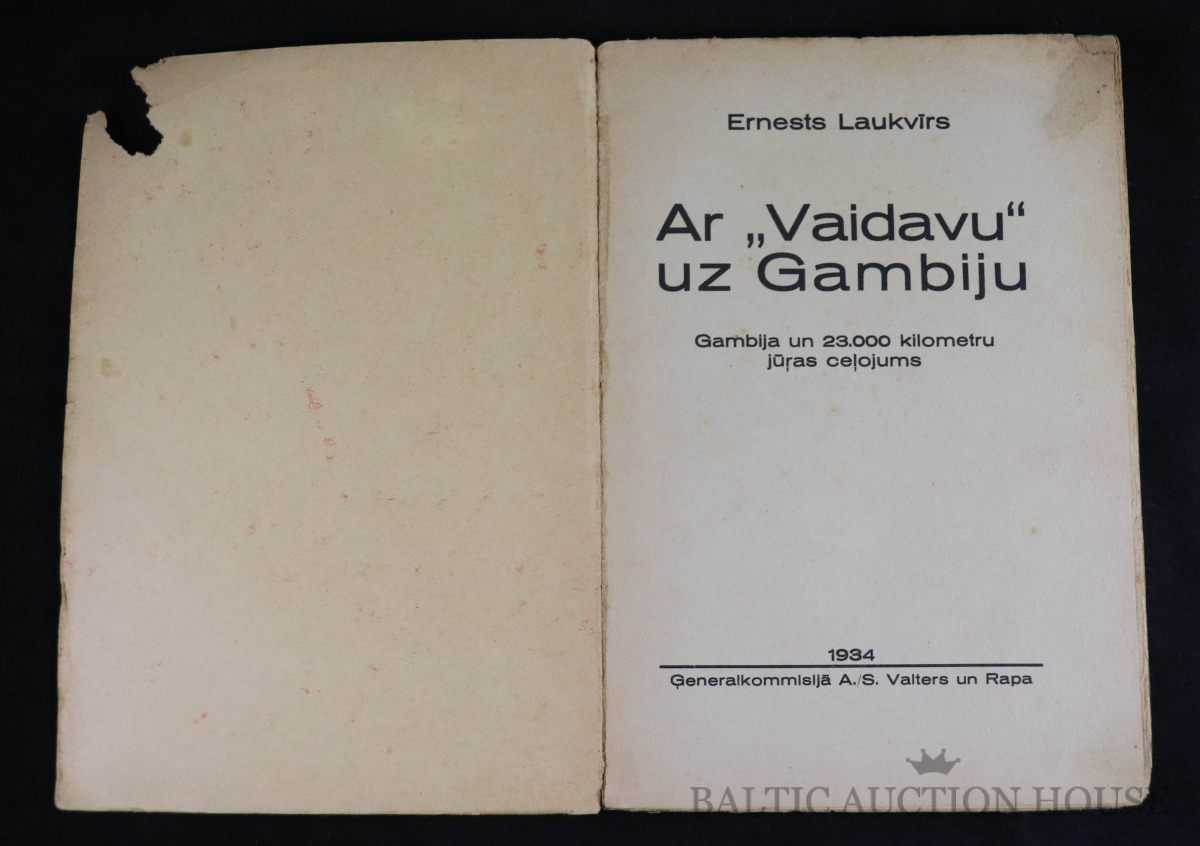 Ernests Laukvīrs
Ar „Vaidavu“
uz Gambiju
Gambija un 23.000 kilometru
jūŗas ceļojums
1934
Ģeneralkommisijā A./S. Valters un Rapa
BALTIC AUCTION HOUSE